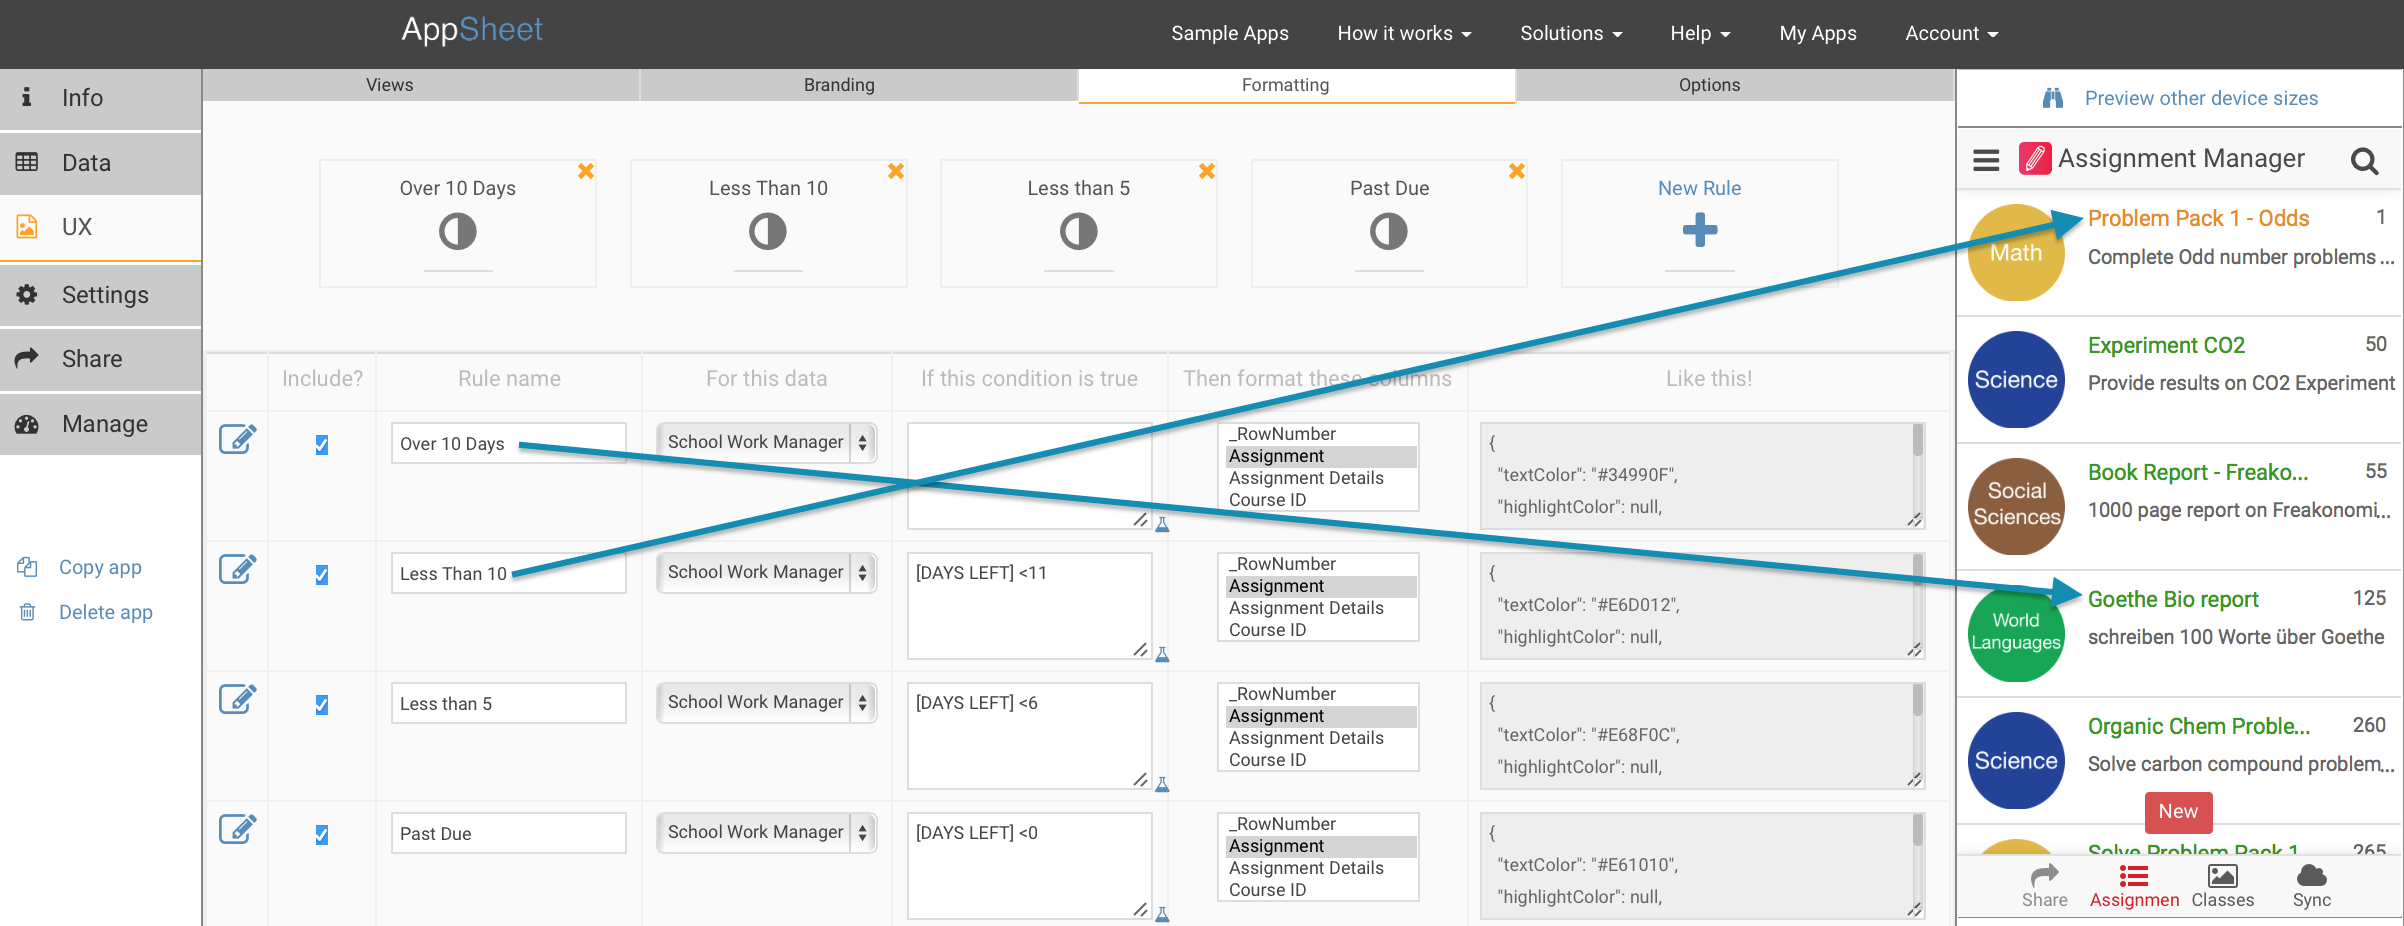 AppSheet
Sample Apps How it works Solutions Help My Apps Account
Info
Data
UX
Settings
Share
Manage
Copy app
Delete app
Views Branding Formatting Options
Over 10 Days Less Than 10 Less than 5 Past Due New Rule
Include? Rule name For this data If this condition is true Then format these columns Like this!
Over 10 Days
School Work Manager
_RowNumber
Assignment
Assignment Details
Course ID
{
"textColor": "#34990F",
"highlightColor": null,
Less Than 10
School Work Manager
[DAYS LEFT] <11
_RowNumber
Assignment
Assignment Details
Course ID
{
"textColor": "#E6D012",
"highlightColor": null,
Less than 5
School Work Manager
[DAYS LEFT] <6
_RowNumber
Assignment
Assignment Details
Course ID
{
"textColor": "#E68F0C",
"highlightColor": null,
Past Due
School Work Manager
[DAYS LEFT] <0
_RowNumber
Assignment
Assignment Details
Course ID
{
"textColor": "#E61010",
"highlightColor": null,
Preview other device sizes
Assignment Manager
Math
Problem Pack 1 - Odds 1
Complete Odd number problems ...
Science
Experiment CO2 50
Provide results on CO2 Experiment
Social
Sciences
Book Report - Freako... 55
1000 page report on Freakonomi...
World
Languages
Goethe Bio report 125
schreiben 100 Worte über Goethe
Science
Organic Chem Proble... 260
Solve carbon compound problem...
New
Solve Problem Pack 1 265
Share Assignmen Classes Sync